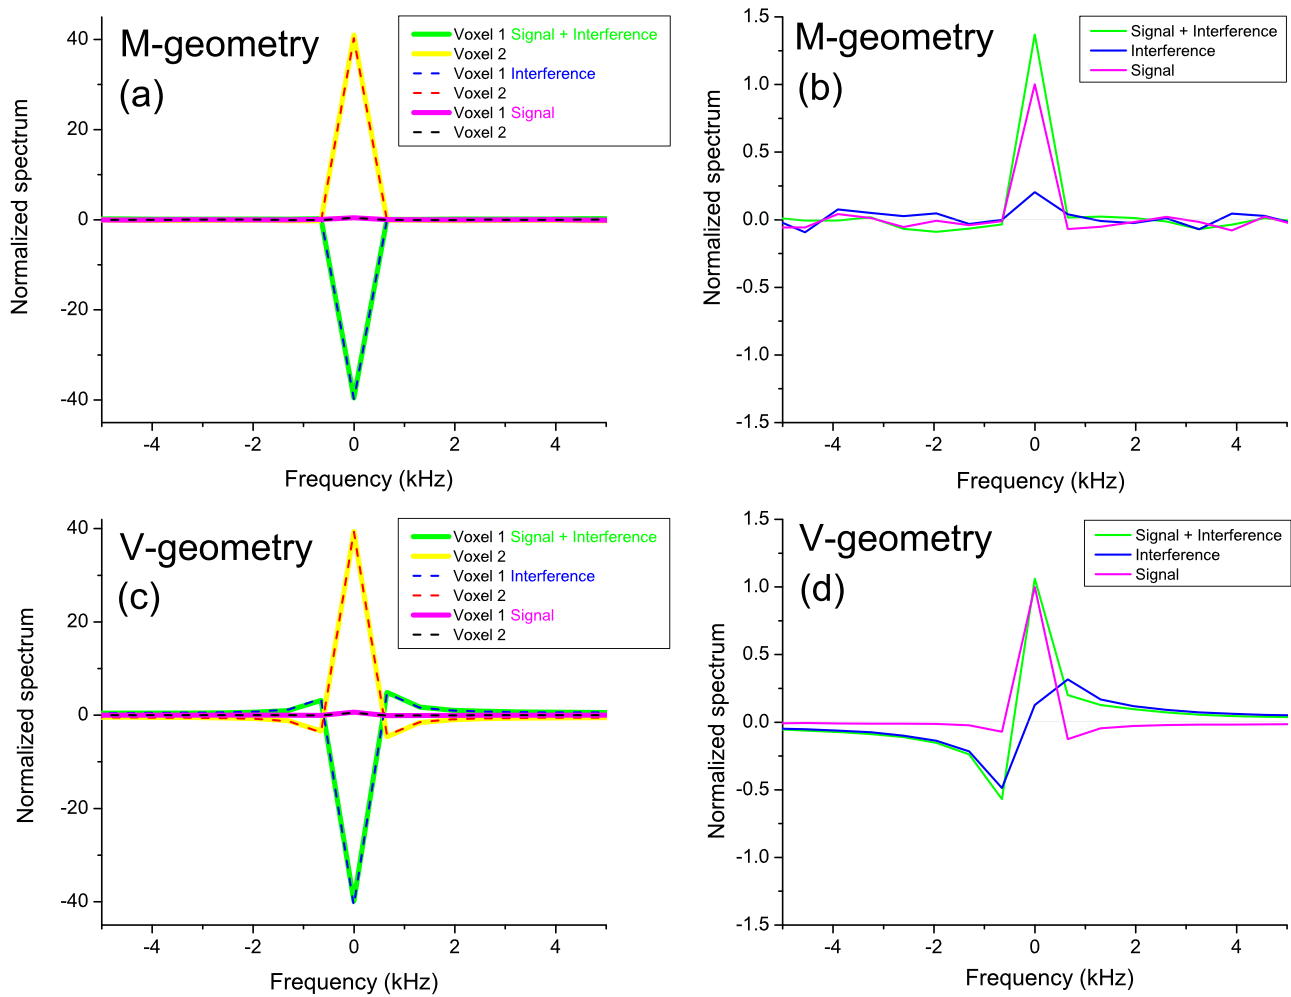 M-geometry
(a)
Voxel 1 Signal + Interference
Voxel 2
Voxel 1 Interference
Voxel 2
Voxel 1 Signal
Voxel 2
40
20
0
-20
-40
-4 -2 0 2 4
Normalized spectrum
Frequency (kHz)
M-geometry
(b)
Signal + Interference
Interference
Signal
1.5
1.0
0.5
0.0
-0.5
-1.0
-1.5
-4 -2 0 2 4
Normalized spectrum
Frequency (kHz)
V-geometry
(c)
Voxel 1 Signal + Interference
Voxel 2
Voxel 1 Interference
Voxel 2
Voxel 1 Signal
Voxel 2
40
20
0
-20
-40
-4 -2 0 2 4
Normalized spectrum
Frequency (kHz)
V-geometry
(d)
Signal + Interference
Interference
Signal
1.5
1.0
0.5
0.0
-0.5
-1.0
-1.5
-4 -2 0 2 4
Normalized spectrum
Frequency (kHz)